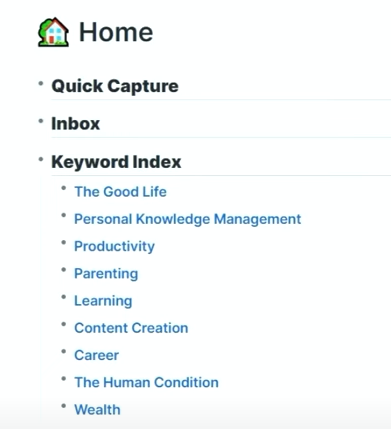 Home
Quick Capture
Inbox
Keyword Index
The Good Life
Personal Knowledge Management
Productivity
Parenting
Learning
Content Creation
Career
The Human Condition
Wealth